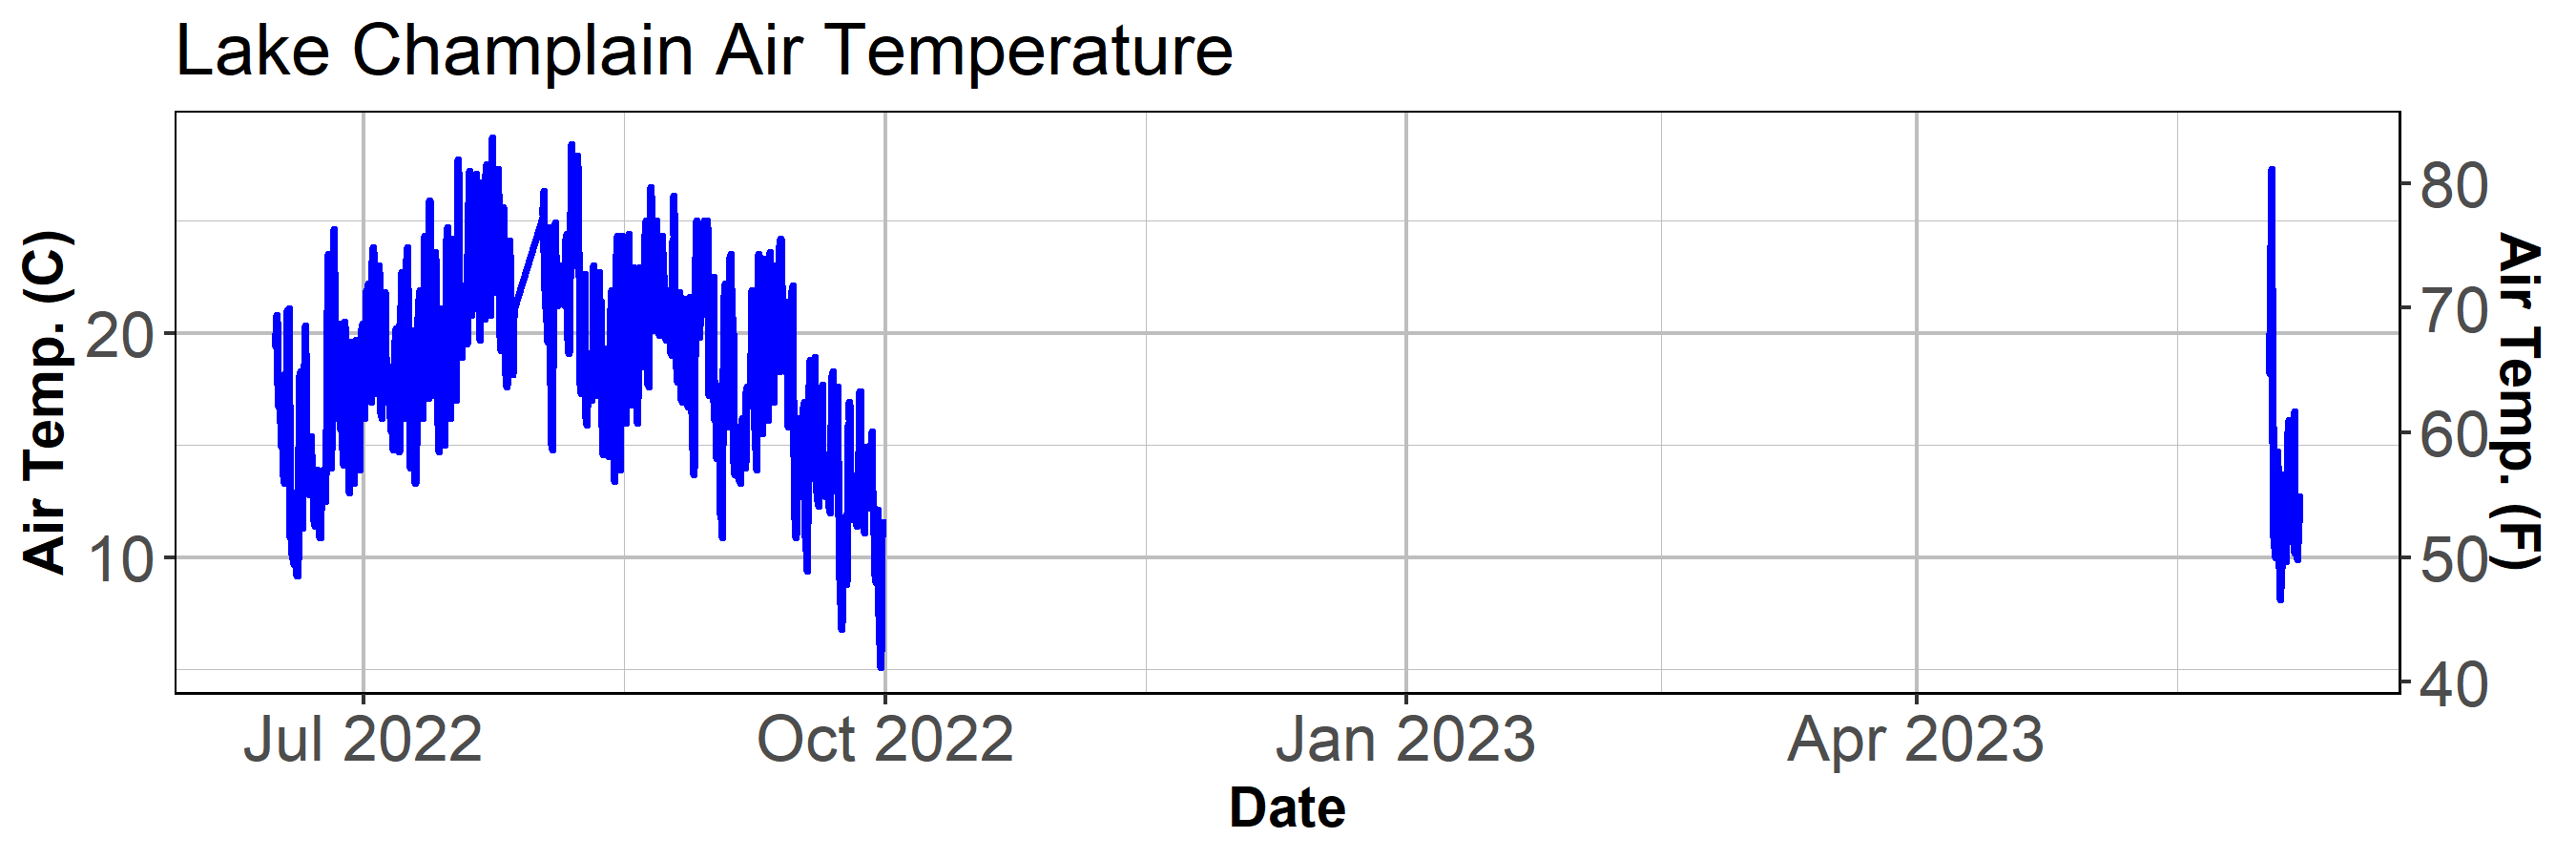 Lake Champlain Air Temperature
Air Temp. (C)
20
10
80
70
60
50
40
Air Temp. (F)
Jul 2022
Oct 2022
Jan 2023
Apr 2023
Date